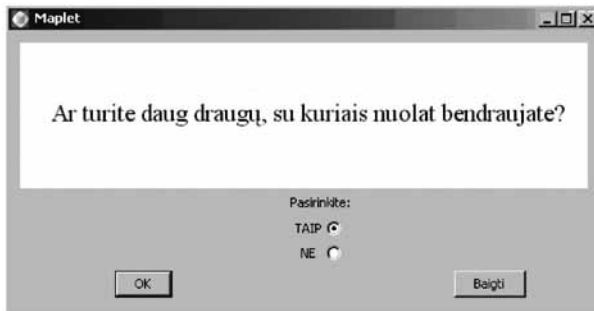 Maplet
Ar turite daug draugų, su kuriais nuolat bendraujate?
Pasirinkite:
TAIP
NE
OK
Baigti